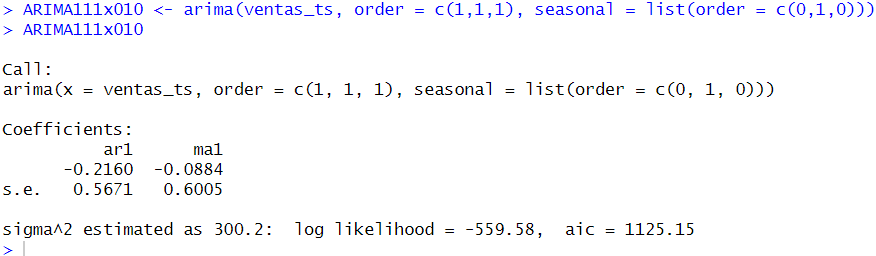 > ARIMA111x010 <- arima(ventas_ts, order = c(1,1,1), seasonal = list(order = c(0,1,0)))
> ARIMA111x010
Call:
arima(x = ventas_ts, order = c(1, 1, 1), seasonal = list(order = c(0, 1, 0)))
Coefficients:
ar1 ma1
-0.2160 -0.0884
s.e. 0.5671 0.6005
sigma^2 estimated as 300.2: log likelihood = -559.58, aic = 1125.15
>